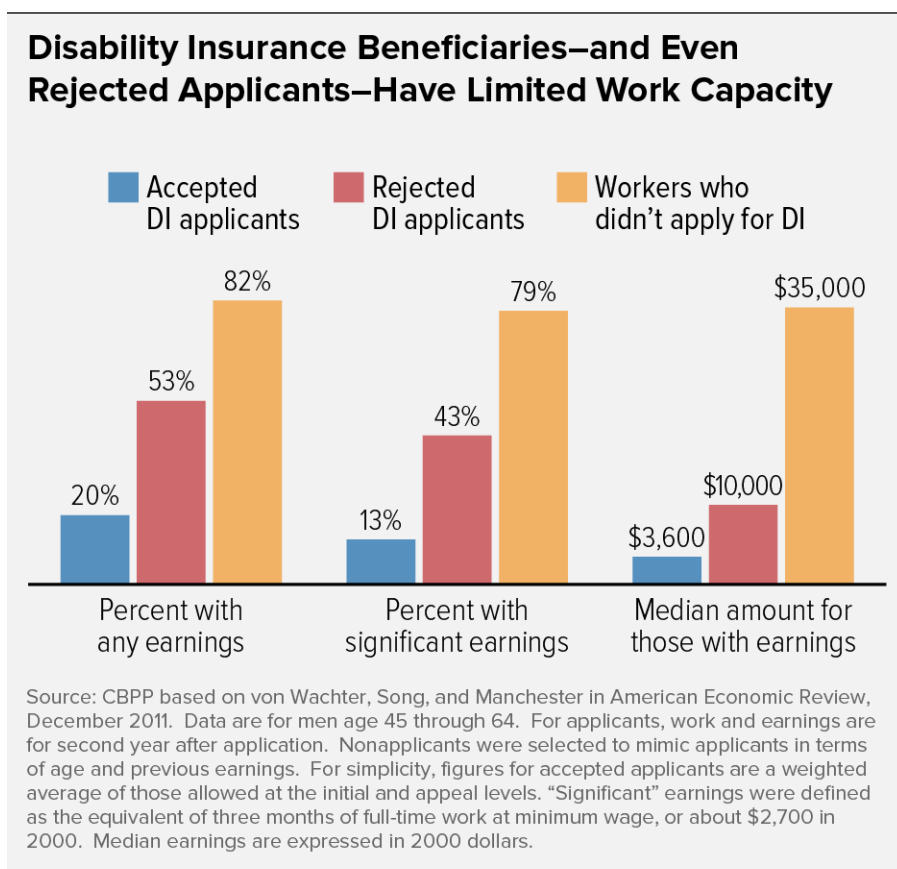 Disability Insurance Beneficiaries–and Even
Rejected Applicants–Have Limited Work Capacity
Accepted
DI applicants
Rejected
DI applicants
Workers who
didn’t apply for DI
20%
53%
82%
13%
43%
79%
$3,600
$10,000
$35,000
Percent with
any earnings
Percent with
significant earnings
Median amount for
those with earnings
Source: CBPP based on von Wachter, Song, and Manchester in American Economic Review,
December 2011.  Data are for men age 45 through 64.  For applicants, work and earnings are
for second year after application.  Nonapplicants were selected to mimic applicants in terms
of age and previous earnings.  For simplicity, figures for accepted applicants are a weighted
average of those allowed at the initial and appeal levels. “Significant” earnings were defined
as the equivalent of three months of full-time work at minimum wage, or about $2,700 in
2000.  Median earnings are expressed in 2000 dollars.